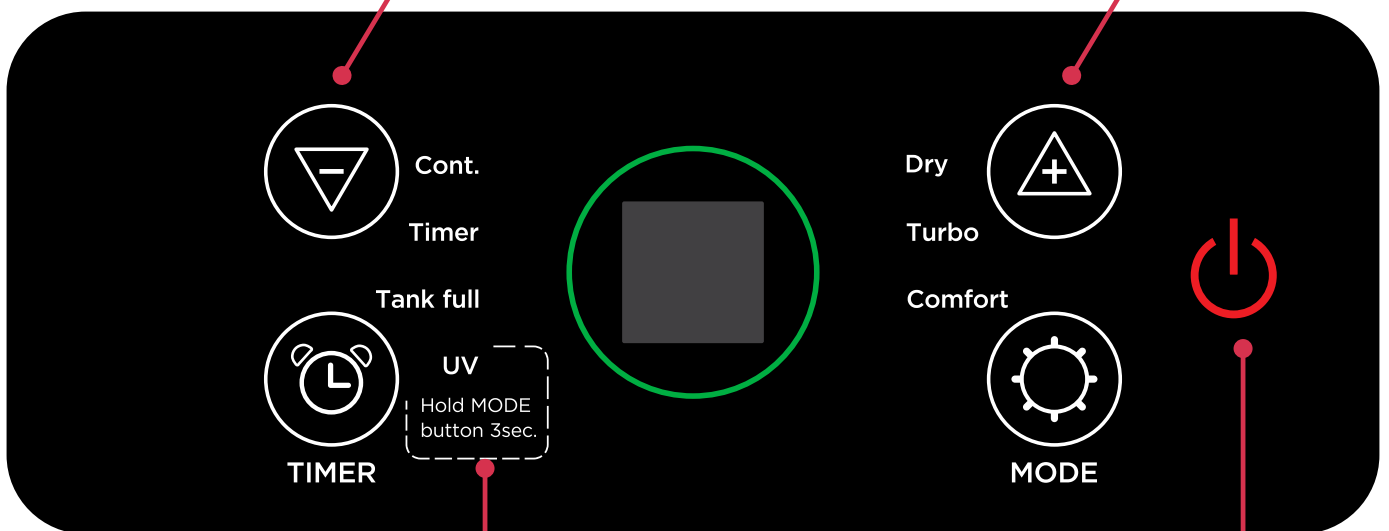 Cont.
Timer
Tank full
UV
Hold MODE
button 3sec.
TIMER
Dry
Turbo
Comfort
MODE